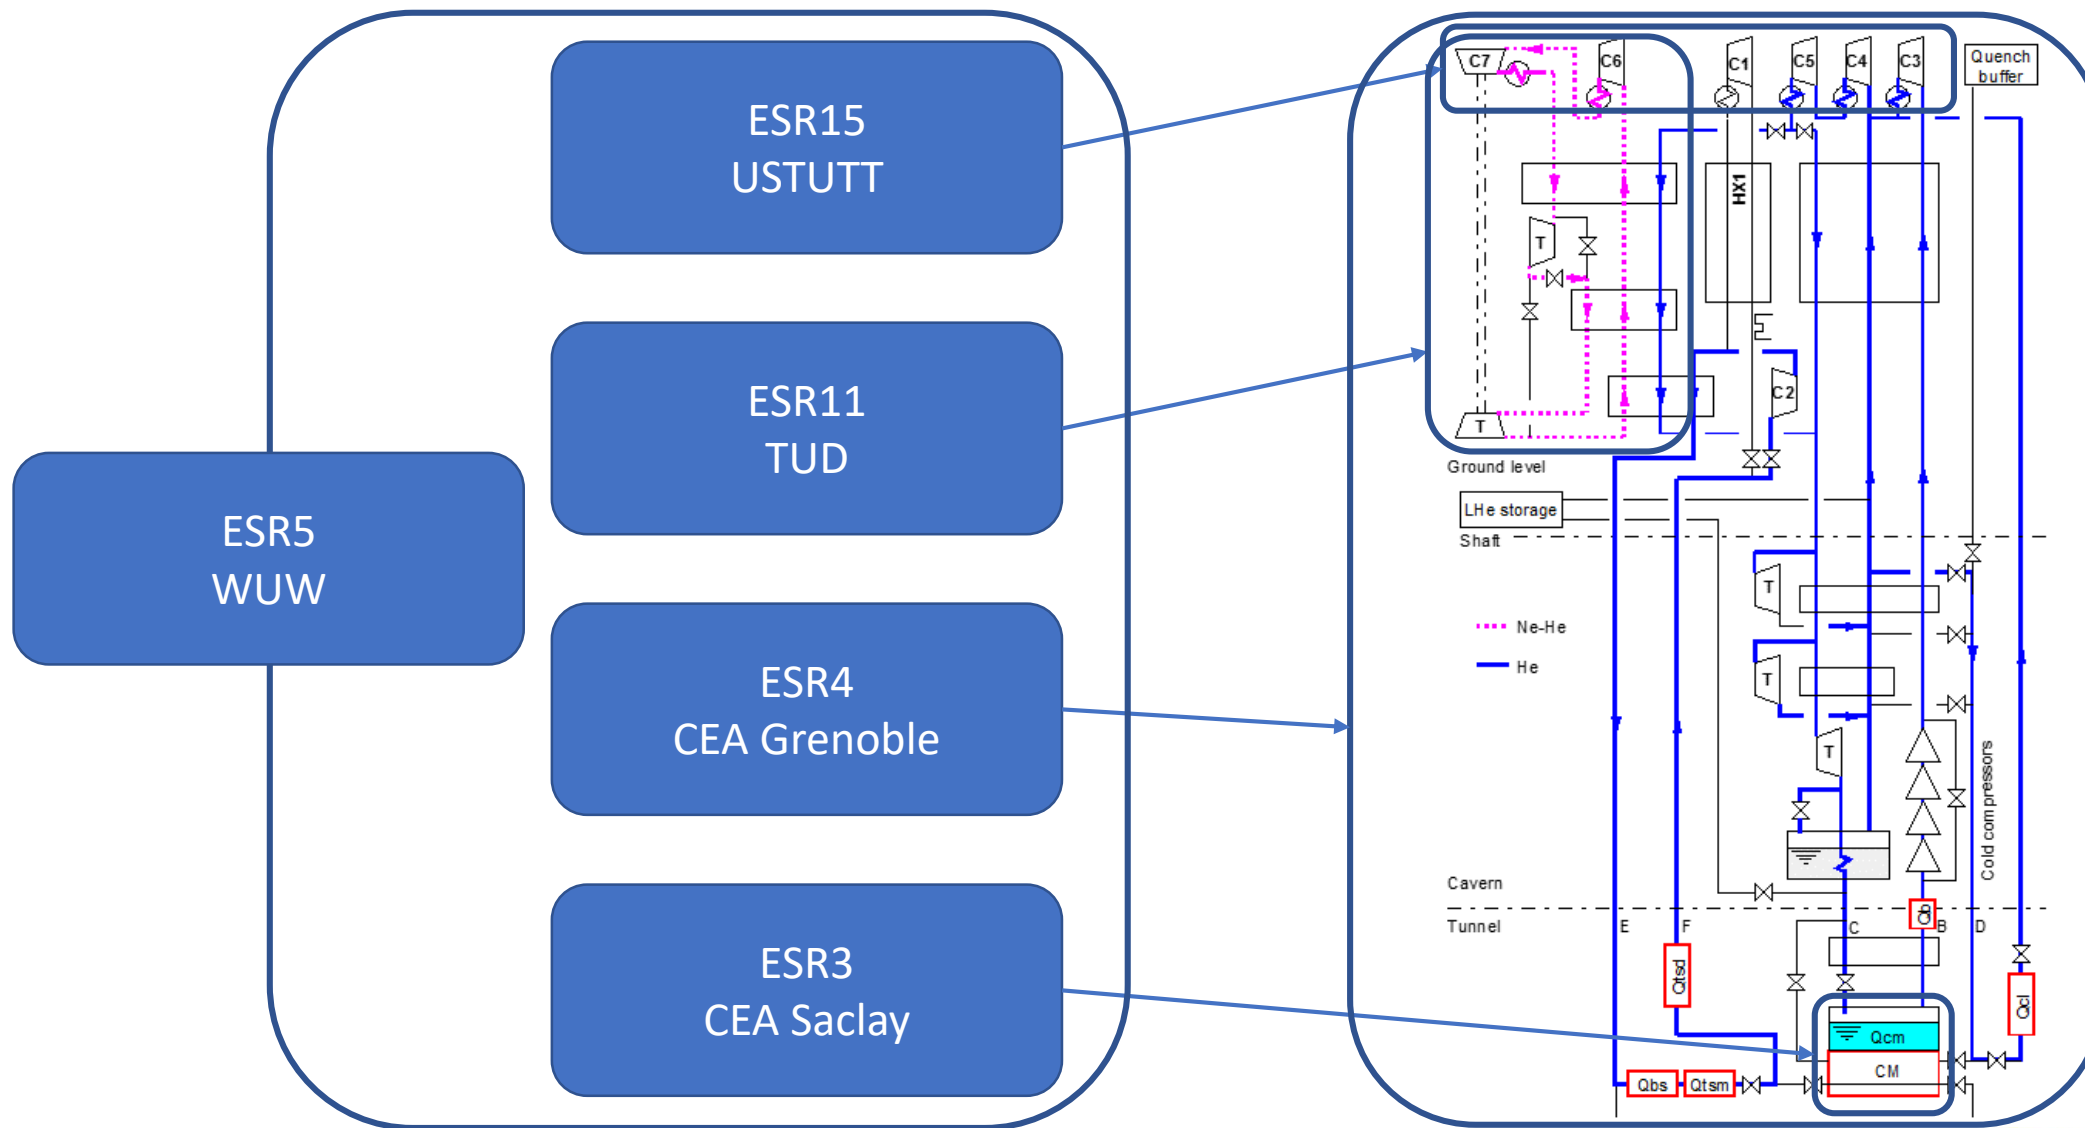 ESR15
USTUTT
ESR11
TUD
ESR5
WUW
ESR4
CEA Grenoble
ESR3
CEA Saclay
C7
C6
C1
C5
C4
C3
Quench
buffer
HX1
T
C2
T
Ground level
LHe storage
Shaft
T
Ne-He
He
T
T
Cold compressors
Cavern
Tunnel
E
F
C
B
D
Qtsd
Qcl
Qcm
CM
Qbs
Qtsm